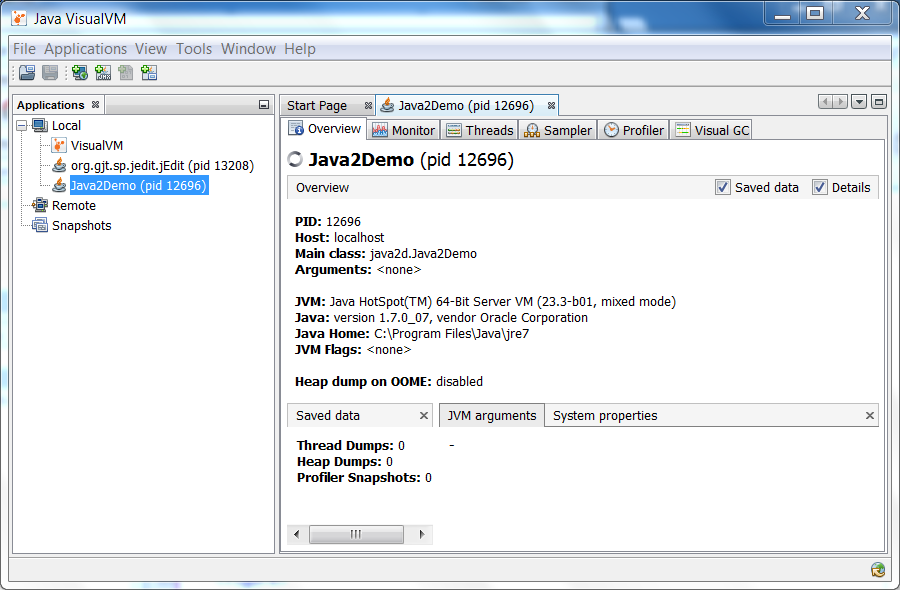 Java VisualVM
File Applications View Tools Window Help
Applications
Local
VisualVM
org.gjt.sp.jedit.jEdit (pid 13208)
Java2Demo (pid 12696)
Remote
Snapshots
Start Page
Java2Demo (pid 12696)
Overview Monitor Threads Sampler Profiler Visual GC
Java2Demo (pid 12696)
Overview
Saved data Details
PID: 12696
Host: localhost
Main class: java2d.Java2Demo
Arguments: <none>
JVM: Java HotSpot(TM) 64-Bit Server VM (23.3-b01, mixed mode)
Java: version 1.7.0_07, vendor Oracle Corporation
Java Home: C:\Program Files\Java\jre7
JVM Flags: <none>
Heap dump on OOME: disabled
Saved data
Thread Dumps: 0
Heap Dumps: 0
Profiler Snapshots: 0
JVM arguments System properties
-